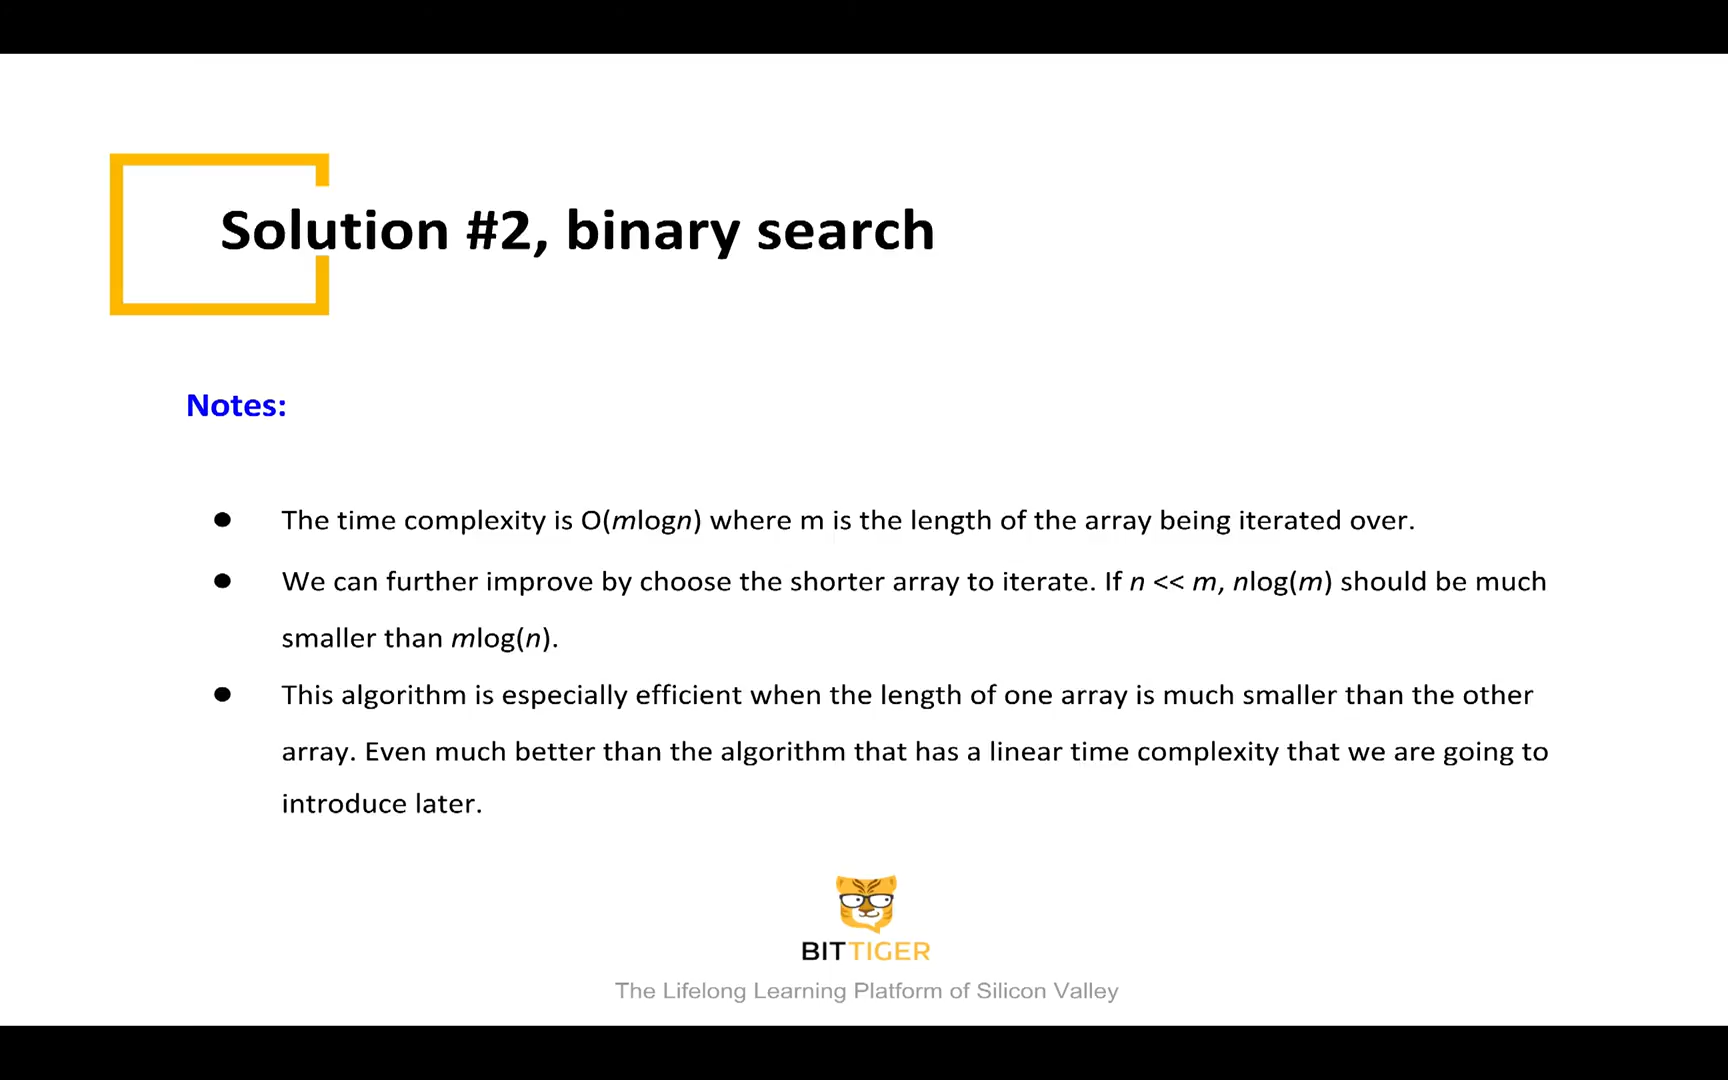 Solution #2, binary search
Notes:
● The time complexity is O(mlogn) where m is the length of the array being iterated over.
● We can further improve by choose the shorter array to iterate. If n << m, nlog(m) should be much
smaller than mlog(n).
● This algorithm is especially efficient when the length of one array is much smaller than the other
array. Even much better than the algorithm that has a linear time complexity that we are going to
introduce later.
BITTIGER
The Lifelong Learning Platform of Silicon Valley